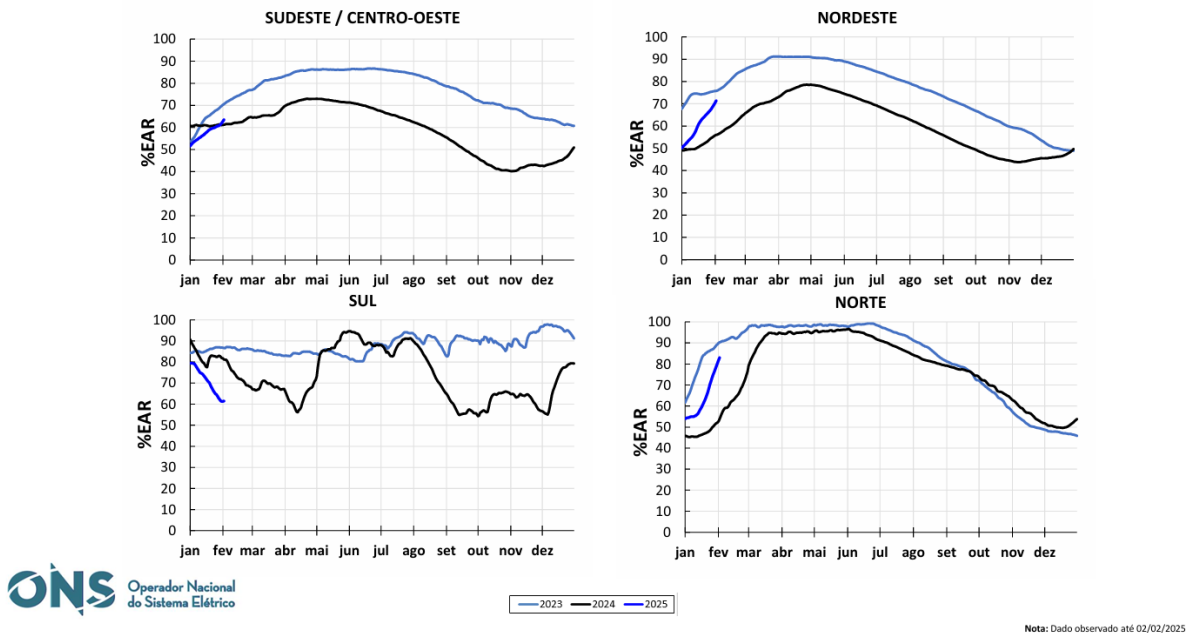 SUDESTE / CENTRO-OESTE
100
90
80
70
60
50
40
30
20
10
0
%EAR
jan fev mar abr mai jun jul ago set out nov dez
NORDESTE
100
90
80
70
60
50
40
30
20
10
0
%EAR
jan fev mar abr mai jun jul ago set out nov dez
SUL
100
90
80
70
60
50
40
30
20
10
0
%EAR
jan fev mar abr mai jun jul ago set out nov dez
NORTE
100
90
80
70
60
50
40
30
20
10
0
%EAR
jan fev mar abr mai jun jul ago set out nov dez
ONS
Operador Nacional
do Sistema Elétrico
2023 2024 2025
Nota: Dado observado até 02/02/2025